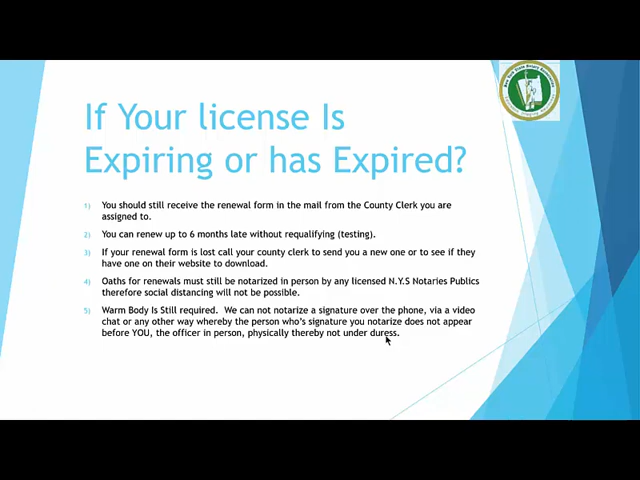 If Your license Is
Expiring or has Expired?
1) You should still receive the renewal form in the mail from the County Clerk you are
assigned to.
2) You can renew up to 6 months late without requalifying (testing).
3) If your renewal form is lost call your county clerk to send you a new one or to see if they
have one on their website to download.
4) Oaths for renewals must still be notarized in person by any licensed N.Y.S Notaries Publics
therefore social distancing will not be possible.
5) Warm Body Is Still required. We can not notarize a signature over the phone, via a video
chat or any other way whereby the person who's signature you notarize does not appear
before YOU, the officer in person, physically thereby not under duress.